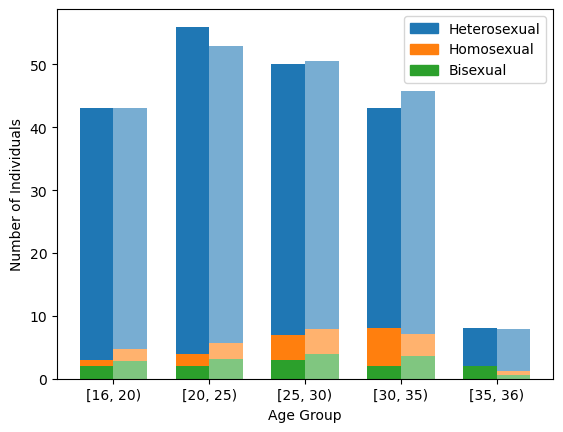 Heterosexual
Homosexual
Bisexual
Number of Individuals
50
40
30
20
10
0
[16, 20)
[20, 25)
[25, 30)
[30, 35)
[35, 36)
Age Group